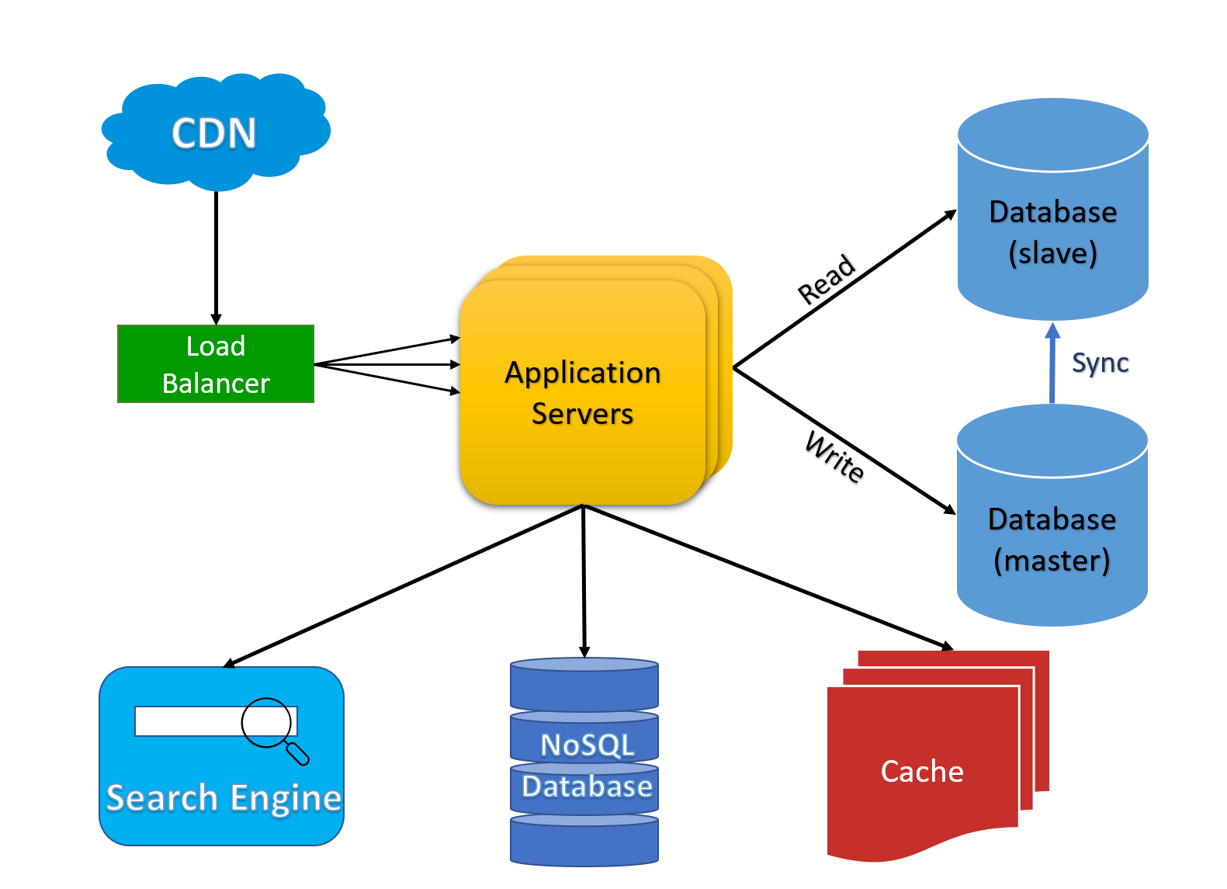 CDN
Load
Balancer
Application
Servers
Read
Write
Database
(slave)
Sync
Database
(master)
Search Engine
NoSQL
Database
Cache